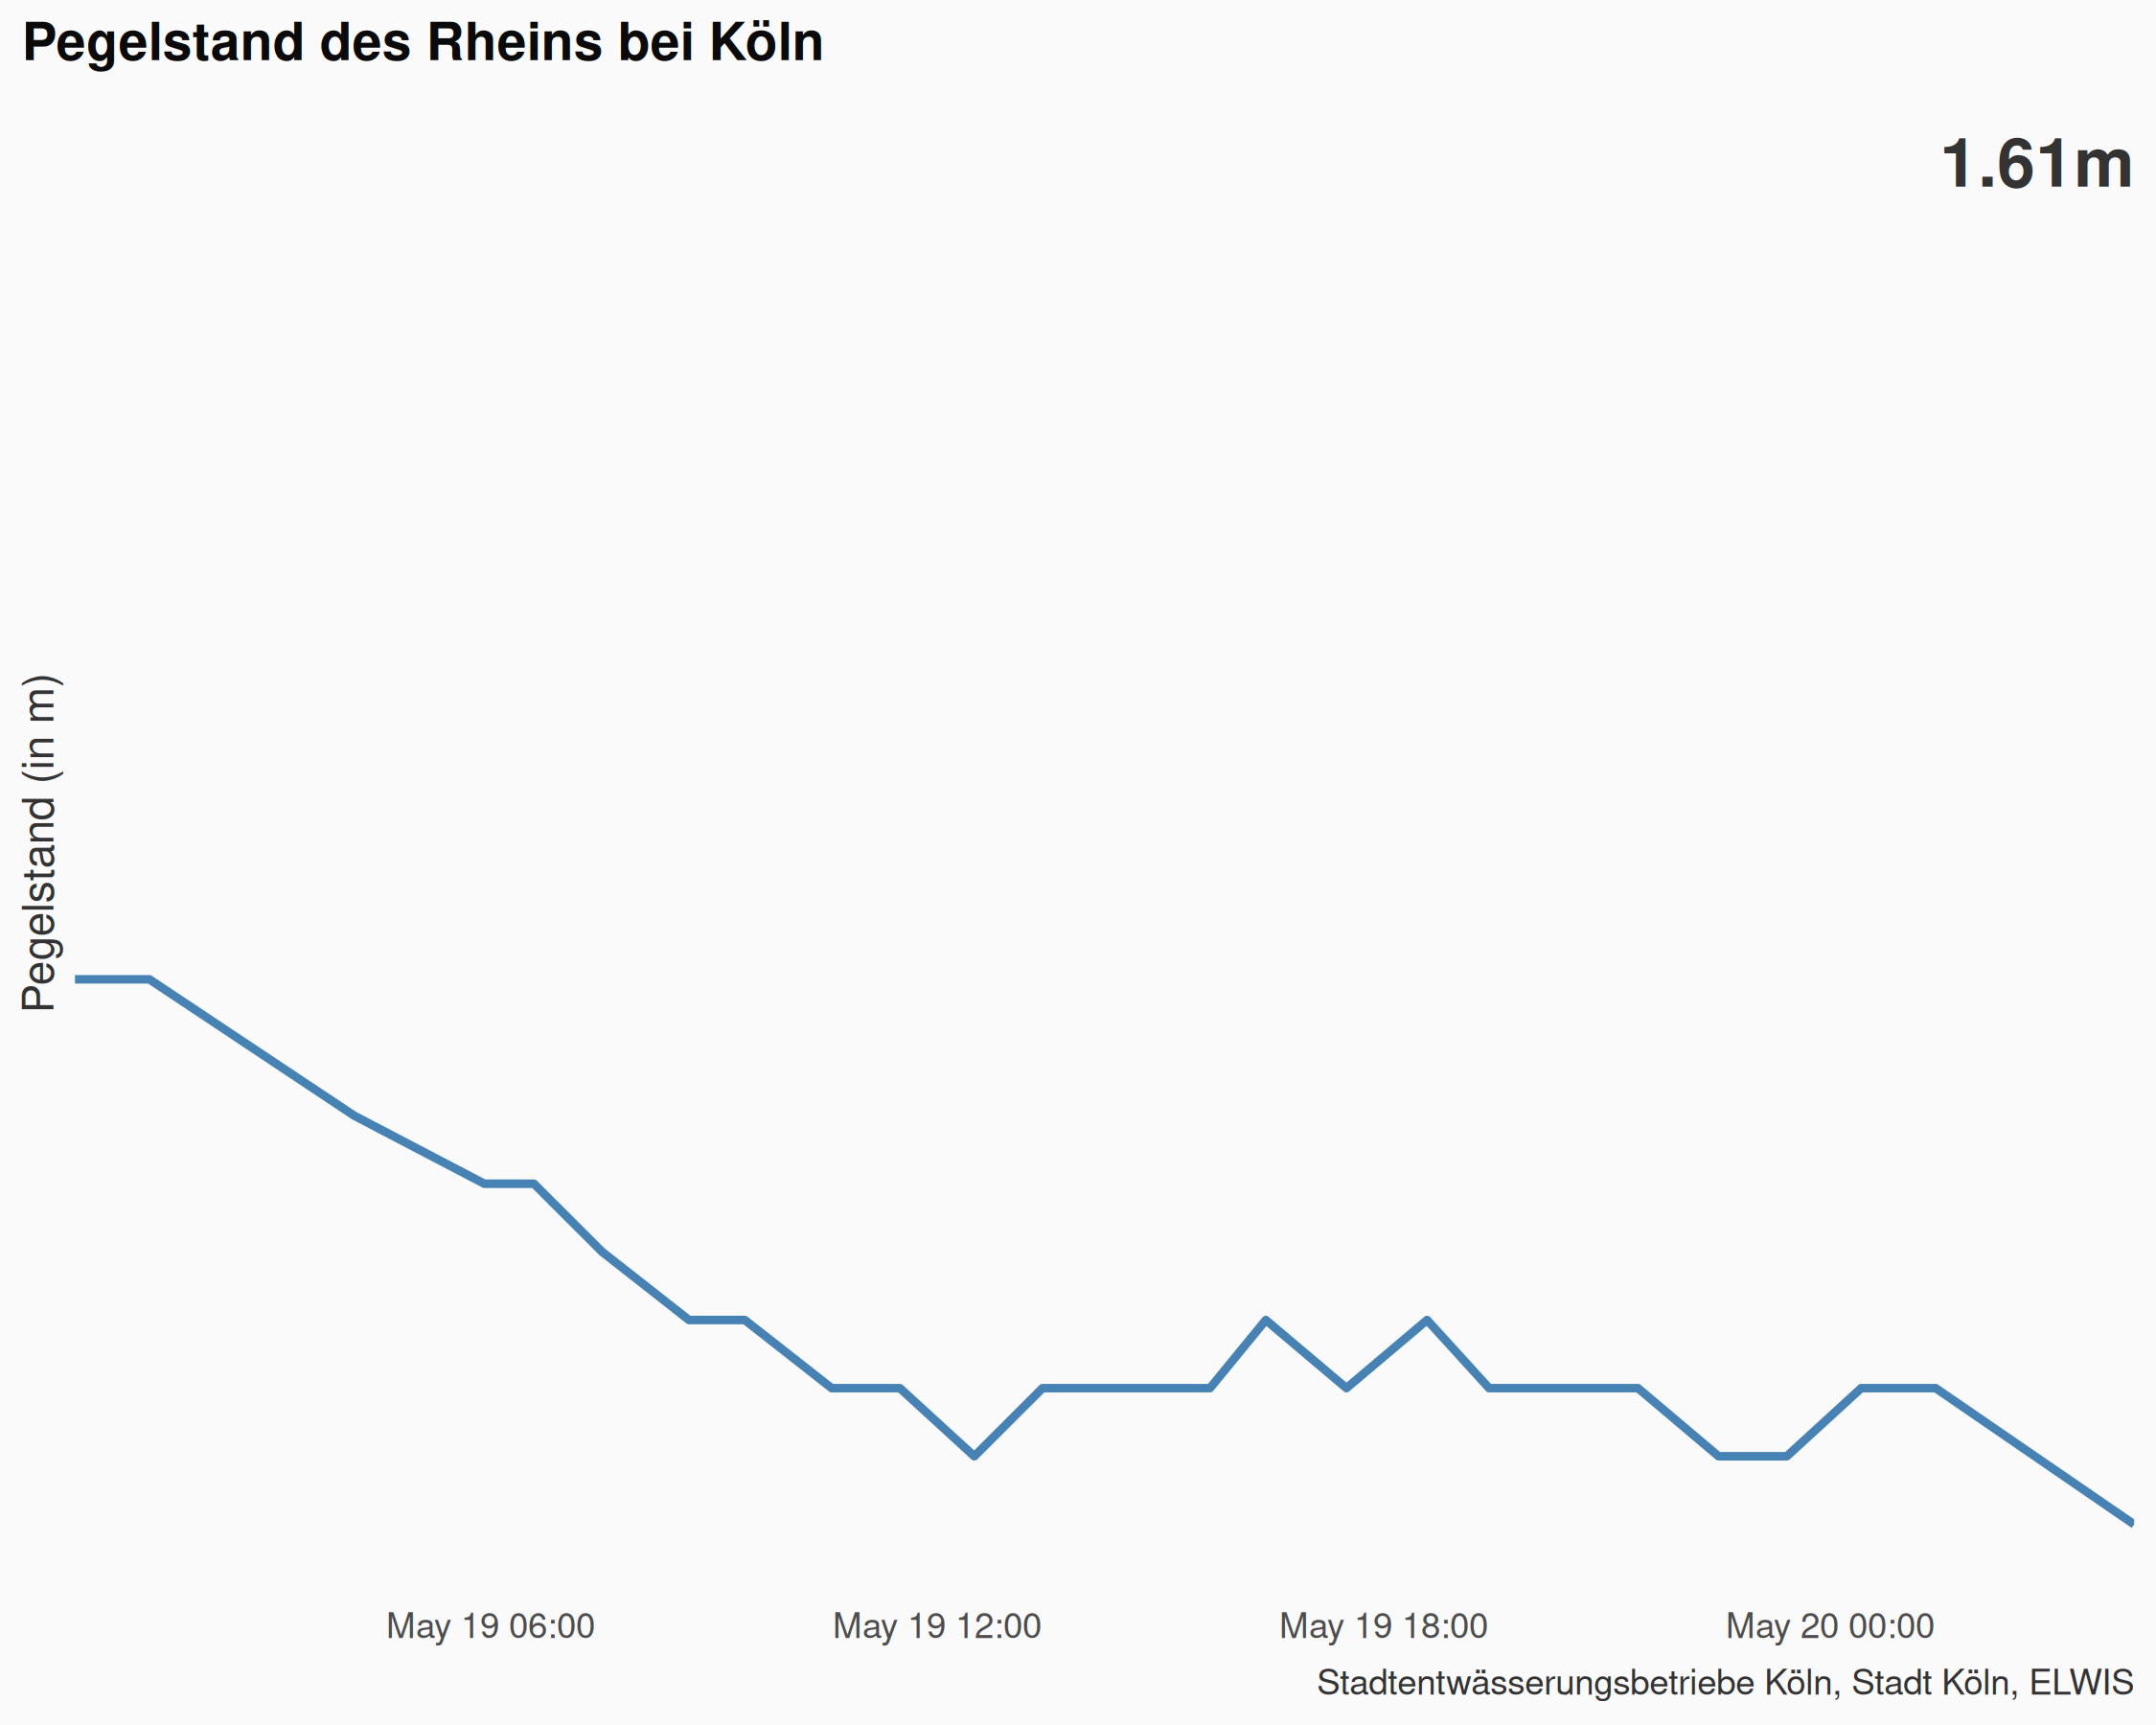 Pegelstand des Rheins bei Köln
1.61m
Pegelstand (in m)
May 19 06:00
May 19 12:00
May 19 18:00
May 20 00:00
Stadtentwässerungsbetriebe Köln, Stadt Köln, ELWIS